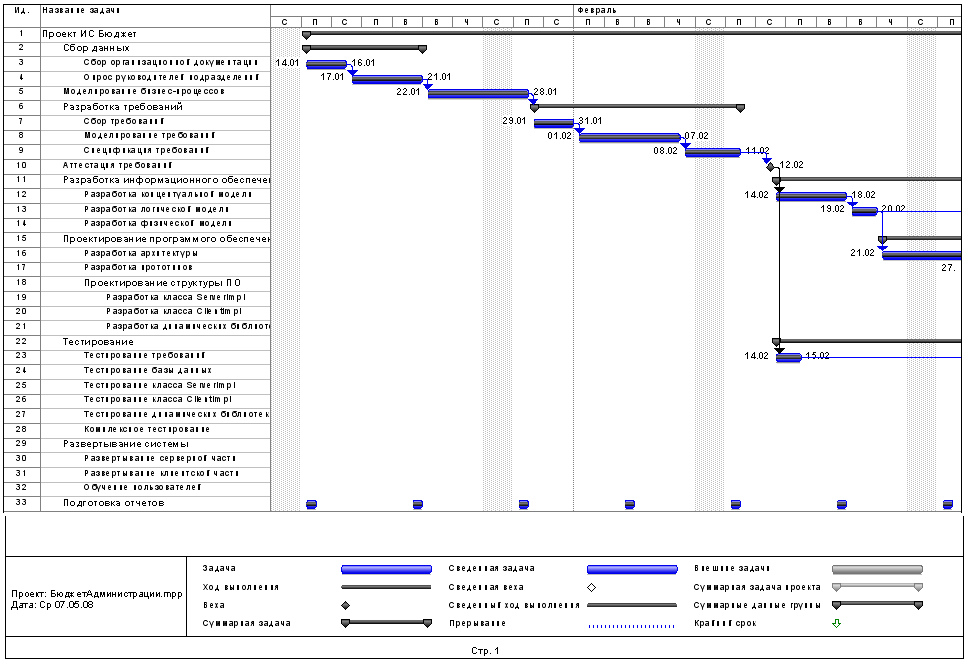 Ид. Название задачи Февраль
С П С П В В Ч С П С С П В В Ч С П С П В В Ч С П
1 Проект ИС Бюджет
2 Сбор данных
3 Сбор организационной документации 14.01 16.01
4 Опрос руководителей подразделений 17.01 21.01
5 Моделирование бизнес-процессов 22.01 28.01
6 Разработка требований
7 Сбор требований 29.01 31.01
8 Моделирование требований 01.02 07.02
9 Спецификация требований 08.02 11.02
10 Аттестация требований 12.02
11 Разработка информационного обеспечен
12 Разработка концетуальной модели 14.02 18.02
13 Разработка логической модели 19.02 20.02
14 Разработка физической модели
15 Проектирование программого обеспечен
16 Разработка архитектуры 21.02
17 Разработка прототипов 27.
18 Проектирование структуры ПО
19 Разработка класса ServerImpl
20 Разработка класса ClientImpl
21 Разработка динамических библиоте
22 Тестирование
23 Тестирование требований 14.02 15.02
24 Тестирование базы данных
25 Тестирование класса ServerImpl
26 Тестирование класса ClientImpl
27 Тестирование динамических библиотек
28 Комплексное тестирование
29 Развертывание системы
30 Развертывание серверной части
31 Развертывание клиентской части
32 Обучение пользователей
33 Подготовка отчетов
Проект: БюджетАдминистрации.mpp
Дата: Ср 07.05.08
Задача Сведенная задача Внешние задачи
Ход выполнения Сведенная веха Суммарная задача проекта
Веха Сведенный ход выполнения Суммарные данные группы
Суммарная задача Прерывание Крайний срок
Стр. 1